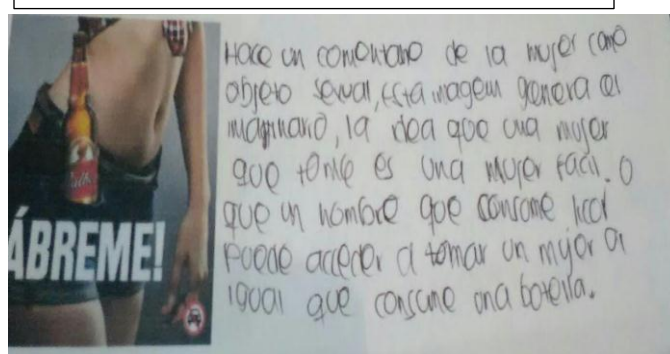 ÁBREME!
Hace un comentario de la mujer como
objeto sexual, Esta imagen genera el
imaginario, la idea que una mujer
que tome es una mujer fácil. O
que un hombre que consume licor
puede acceder a tomar un mujer al
igual que consume una botella.